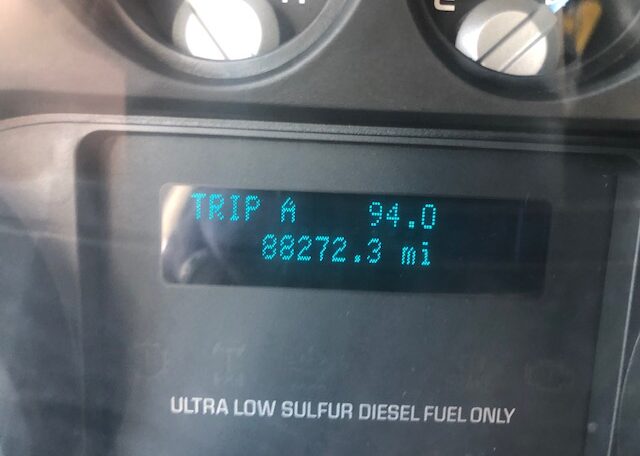 H
E
TRIP A 94.0
88272.3 mi
ULTRA LOW SULFUR DIESEL FUEL ONLY